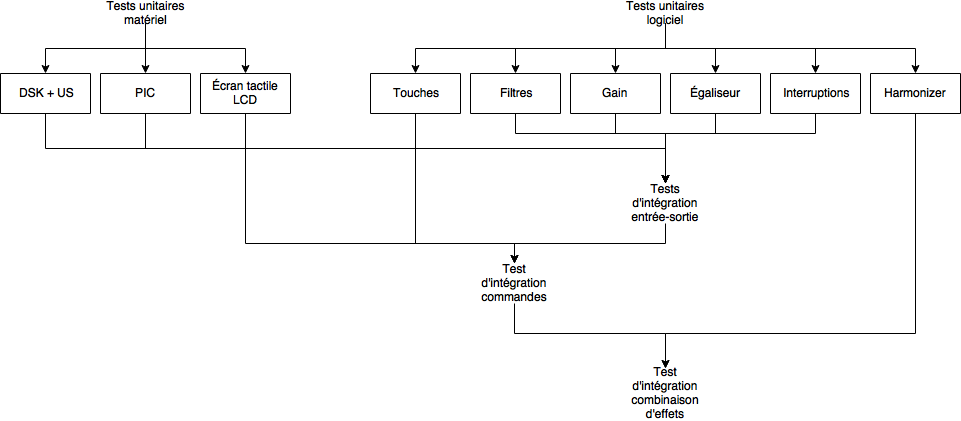 Tests unitaires
matériel
Tests unitaires
logiciel
DSK + US
PIC
Écran tactile
LCD
Touches
Filtres
Gain
Égaliseur
Interruptions
Harmonizer
Tests
d'intégration
entrée-sortie
Test
d'intégration
commandes
Test
d'intégration
combinaison
d'effets